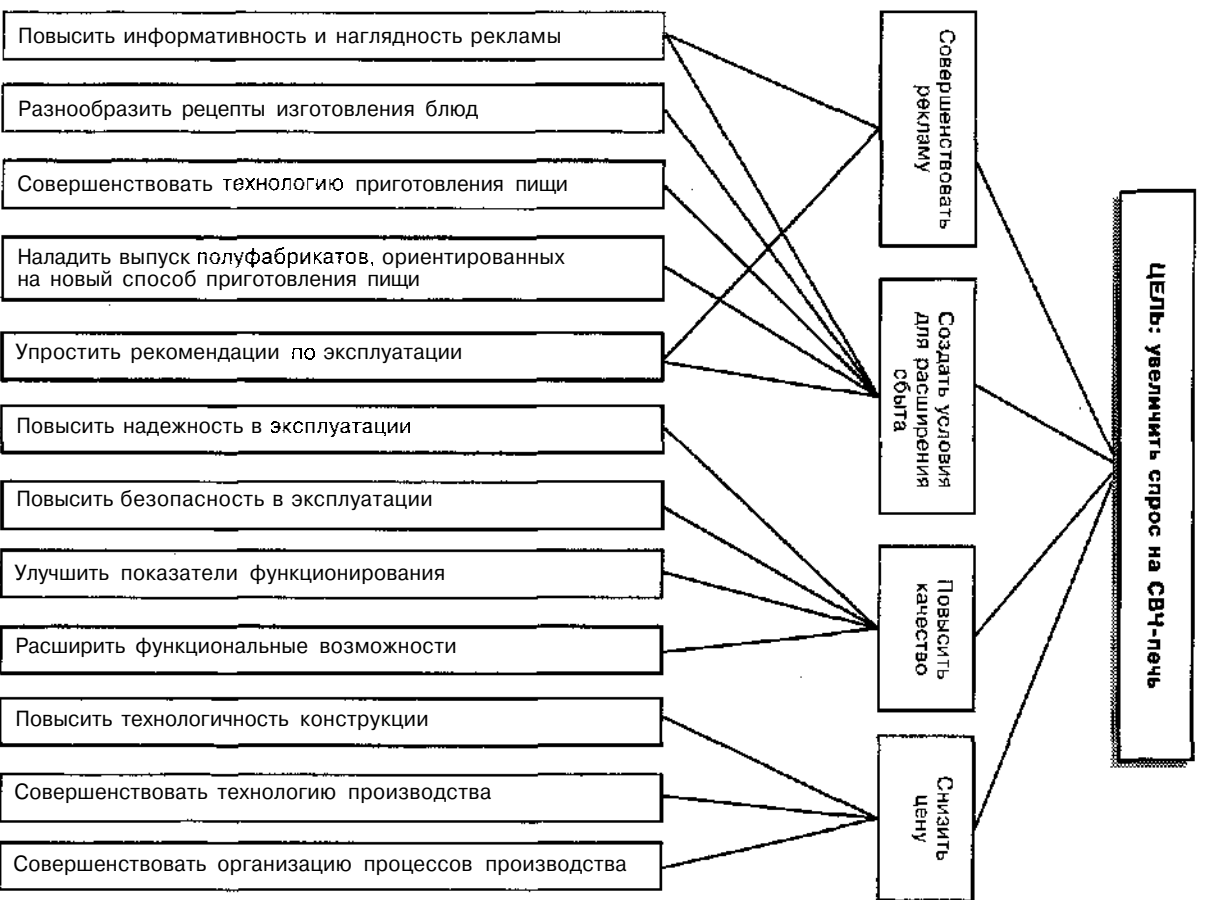 Повысить информативность и наглядность рекламы
Разнообразить рецепты изготовления блюд
Совершенствовать технологию приготовления пищи
Наладить выпуск полуфабрикатов, ориентированных
на новый способ приготовления пищи
Упростить рекомендации по эксплуатации
Повысить надежность в эксплуатации
Повысить безопасность в эксплуатации
Улучшить показатели функционирования
Расширить функциональные возможности
Повысить технологичность конструкции
Совершенствовать технологию производства
Совершенствовать организацию процессов производства
Совершенствовать
рекламу
Создать условия
для расширения
сбыта
Повысить
качество
Снизить
цену
ЦЕЛЬ: увеличить спрос на СВЧ-печь